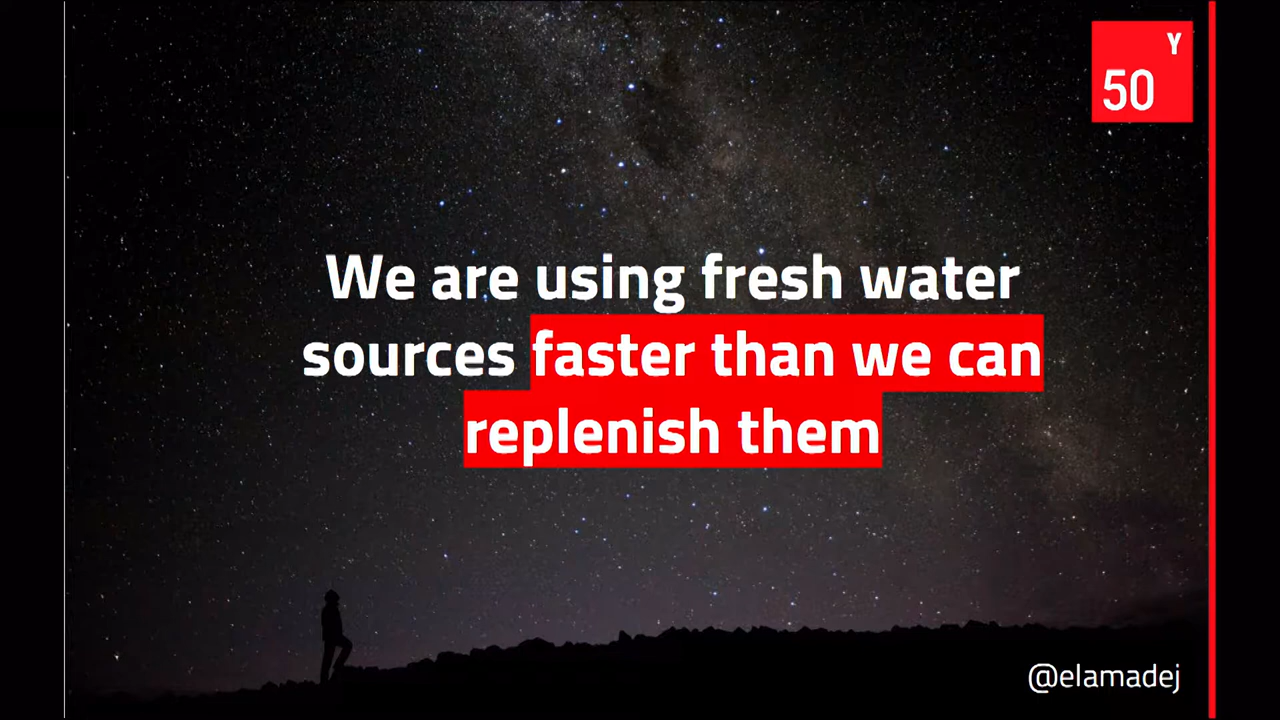 Y
50
We are using fresh water
sources faster than we can
replenish them
@elamadej